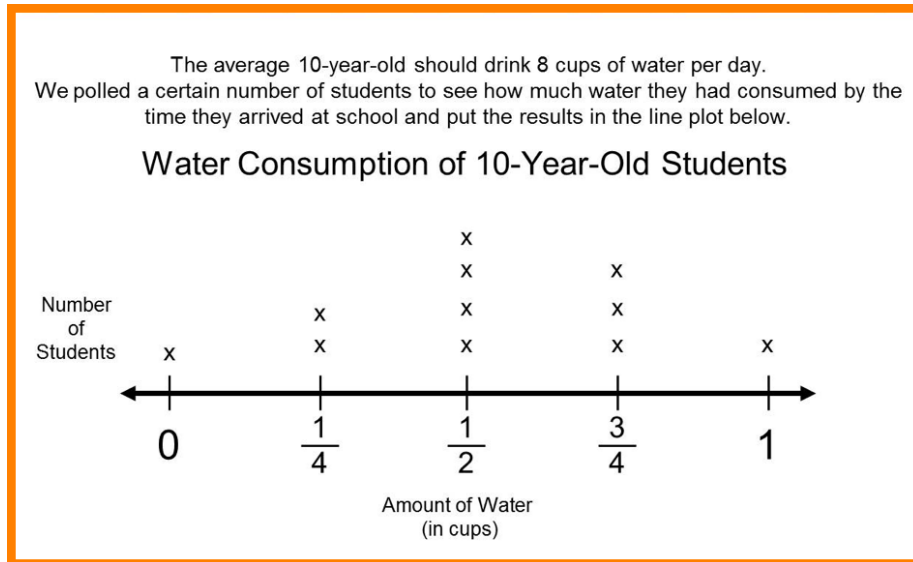 The average 10-year-old should drink 8 cups of water per day.
We polled a certain number of students to see how much water they had consumed by the
time they arrived at school and put the results in the line plot below.
Water Consumption of 10-Year-Old Students
x
x x
x x x
Number
of
Students
x x x x x
0 1/4 1/2 3/4 1
Amount of Water
(in cups)